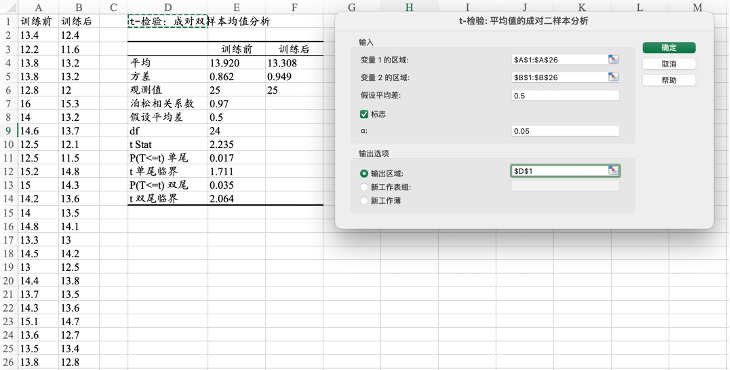 A B C D E F G H I J K L M
1 训练前 训练后 t-检验: 成对双样本均值分析
2 13.4 12.4
3 12.2 11.6 训练前 训练后
4 13.8 13.2 平均 13.920 13.308
5 13.8 13.2 方差 0.862 0.949
6 12.8 12 观测值 25 25
7 16 15.3 泊松相关系数 0.97
8 14 13.2 假设平均差 0.5
9 14.6 13.7 df 24
10 12.5 12.1 t Stat 2.235
11 12.5 11.5 P(T<=t) 单尾 0.017
12 15.2 14.8 t 单尾临界 1.711
13 15 14.3 P(T<=t) 双尾 0.035
14 14.2 13.6 t 双尾临界 2.064
15 14 13.5
16 14.8 14.1
17 13.3 13
18 14.5 14.2
19 13 12.5
20 14.4 13.8
21 13.7 13.5
22 14.3 13.6
23 15.1 14.7
24 13.6 12.7
25 13.5 13.4
26 13.8 12.8
t-检验: 平均值的成对二样本分析
输入
变量 1 的区域: $A$1:$A$26
变量 2 的区域: $B$1:$B$26
假设平均差: 0.5
标志
α: 0.05
输出选项
输出区域: $D$1
新工作表组:
新工作薄
确定
取消
帮助